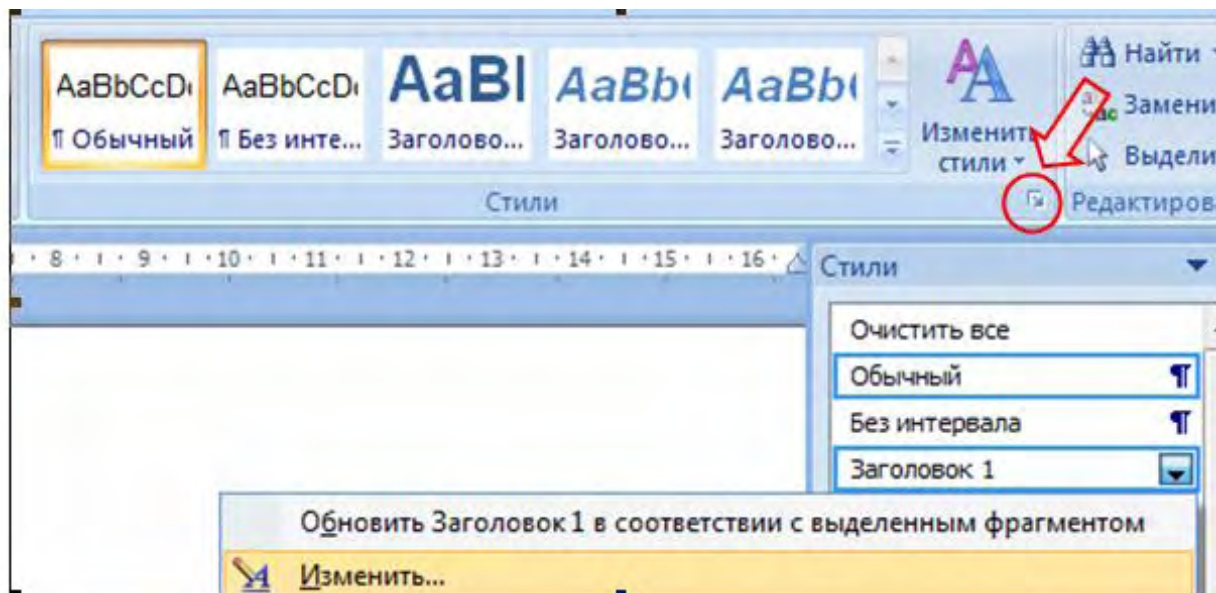 AaBbCcDı AaBbCcDı AaBl AaBbı AaBbı
¶ Обычный ¶ Без инте... Заголово... Заголово... Заголово...
Изменить
стили
Найти
Замени
Выдели
Стили
Редактиров
8 · 9 · 10 · 11 · 12 · 13 · 14 · 15 · 16
Стили
Очистить все
Обычный ¶
Без интервала ¶
Заголовок 1
Обновить Заголовок 1 в соответствии с выделенным фрагментом
Изменить...